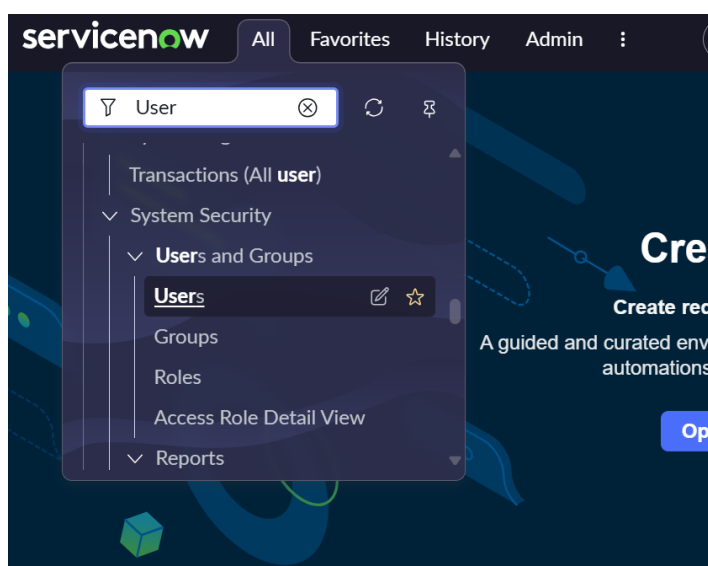 servicenow All Favorites History Admin
User
Transactions (All user)
System Security
Users and Groups
Users
Groups
Roles
Access Role Detail View
Reports
Cre
Create rec
A guided and curated env
automations
Op